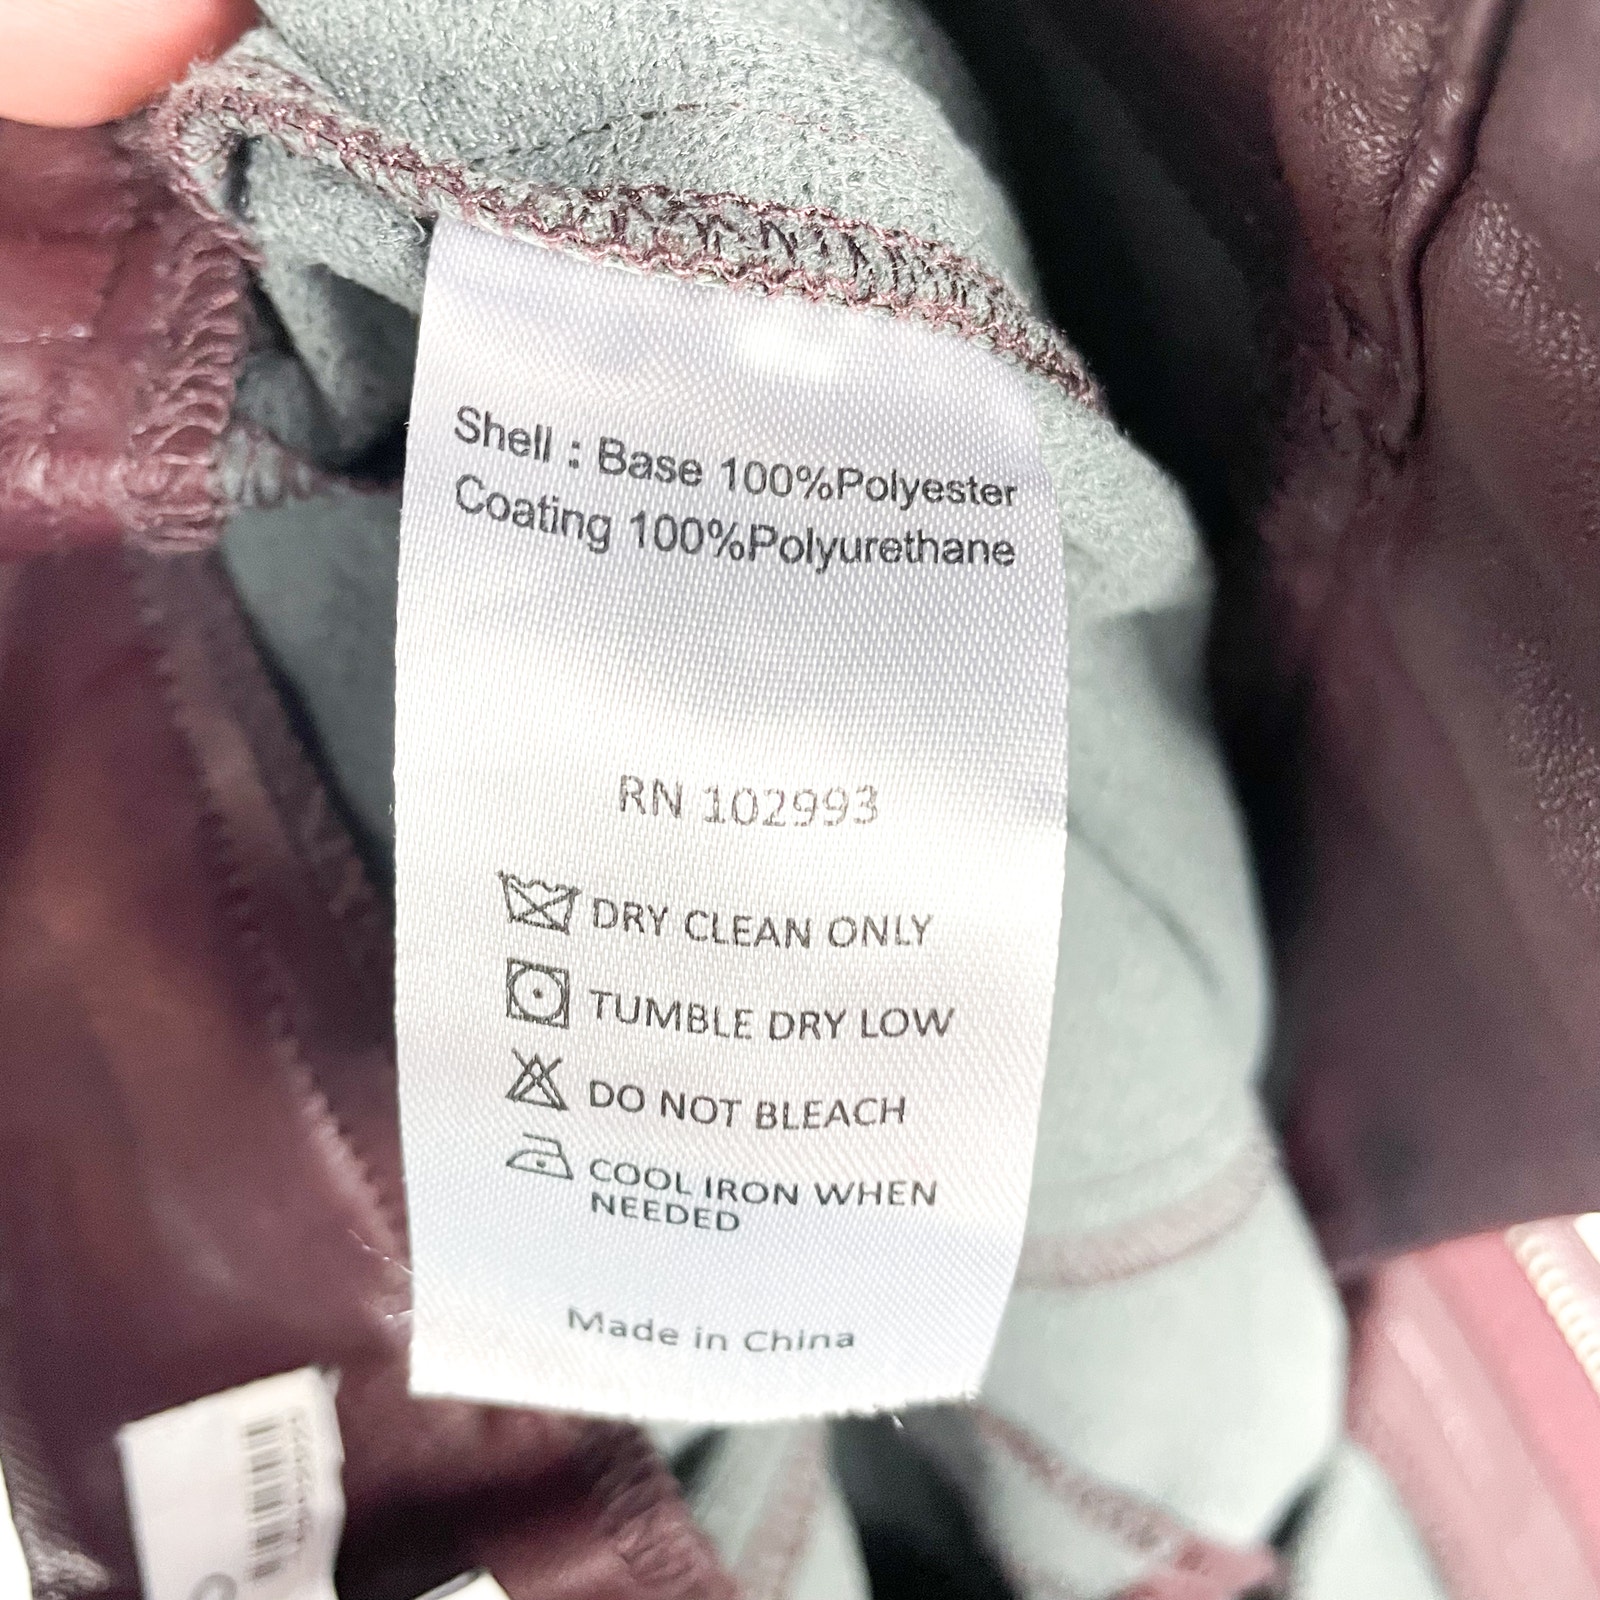 Shell : Base 100%Polyester
Coating 100%Polyurethane
RN 102993
DRY CLEAN ONLY
TUMBLE DRY LOW
DO NOT BLEACH
COOL IRON WHEN
NEEDED
Made in China